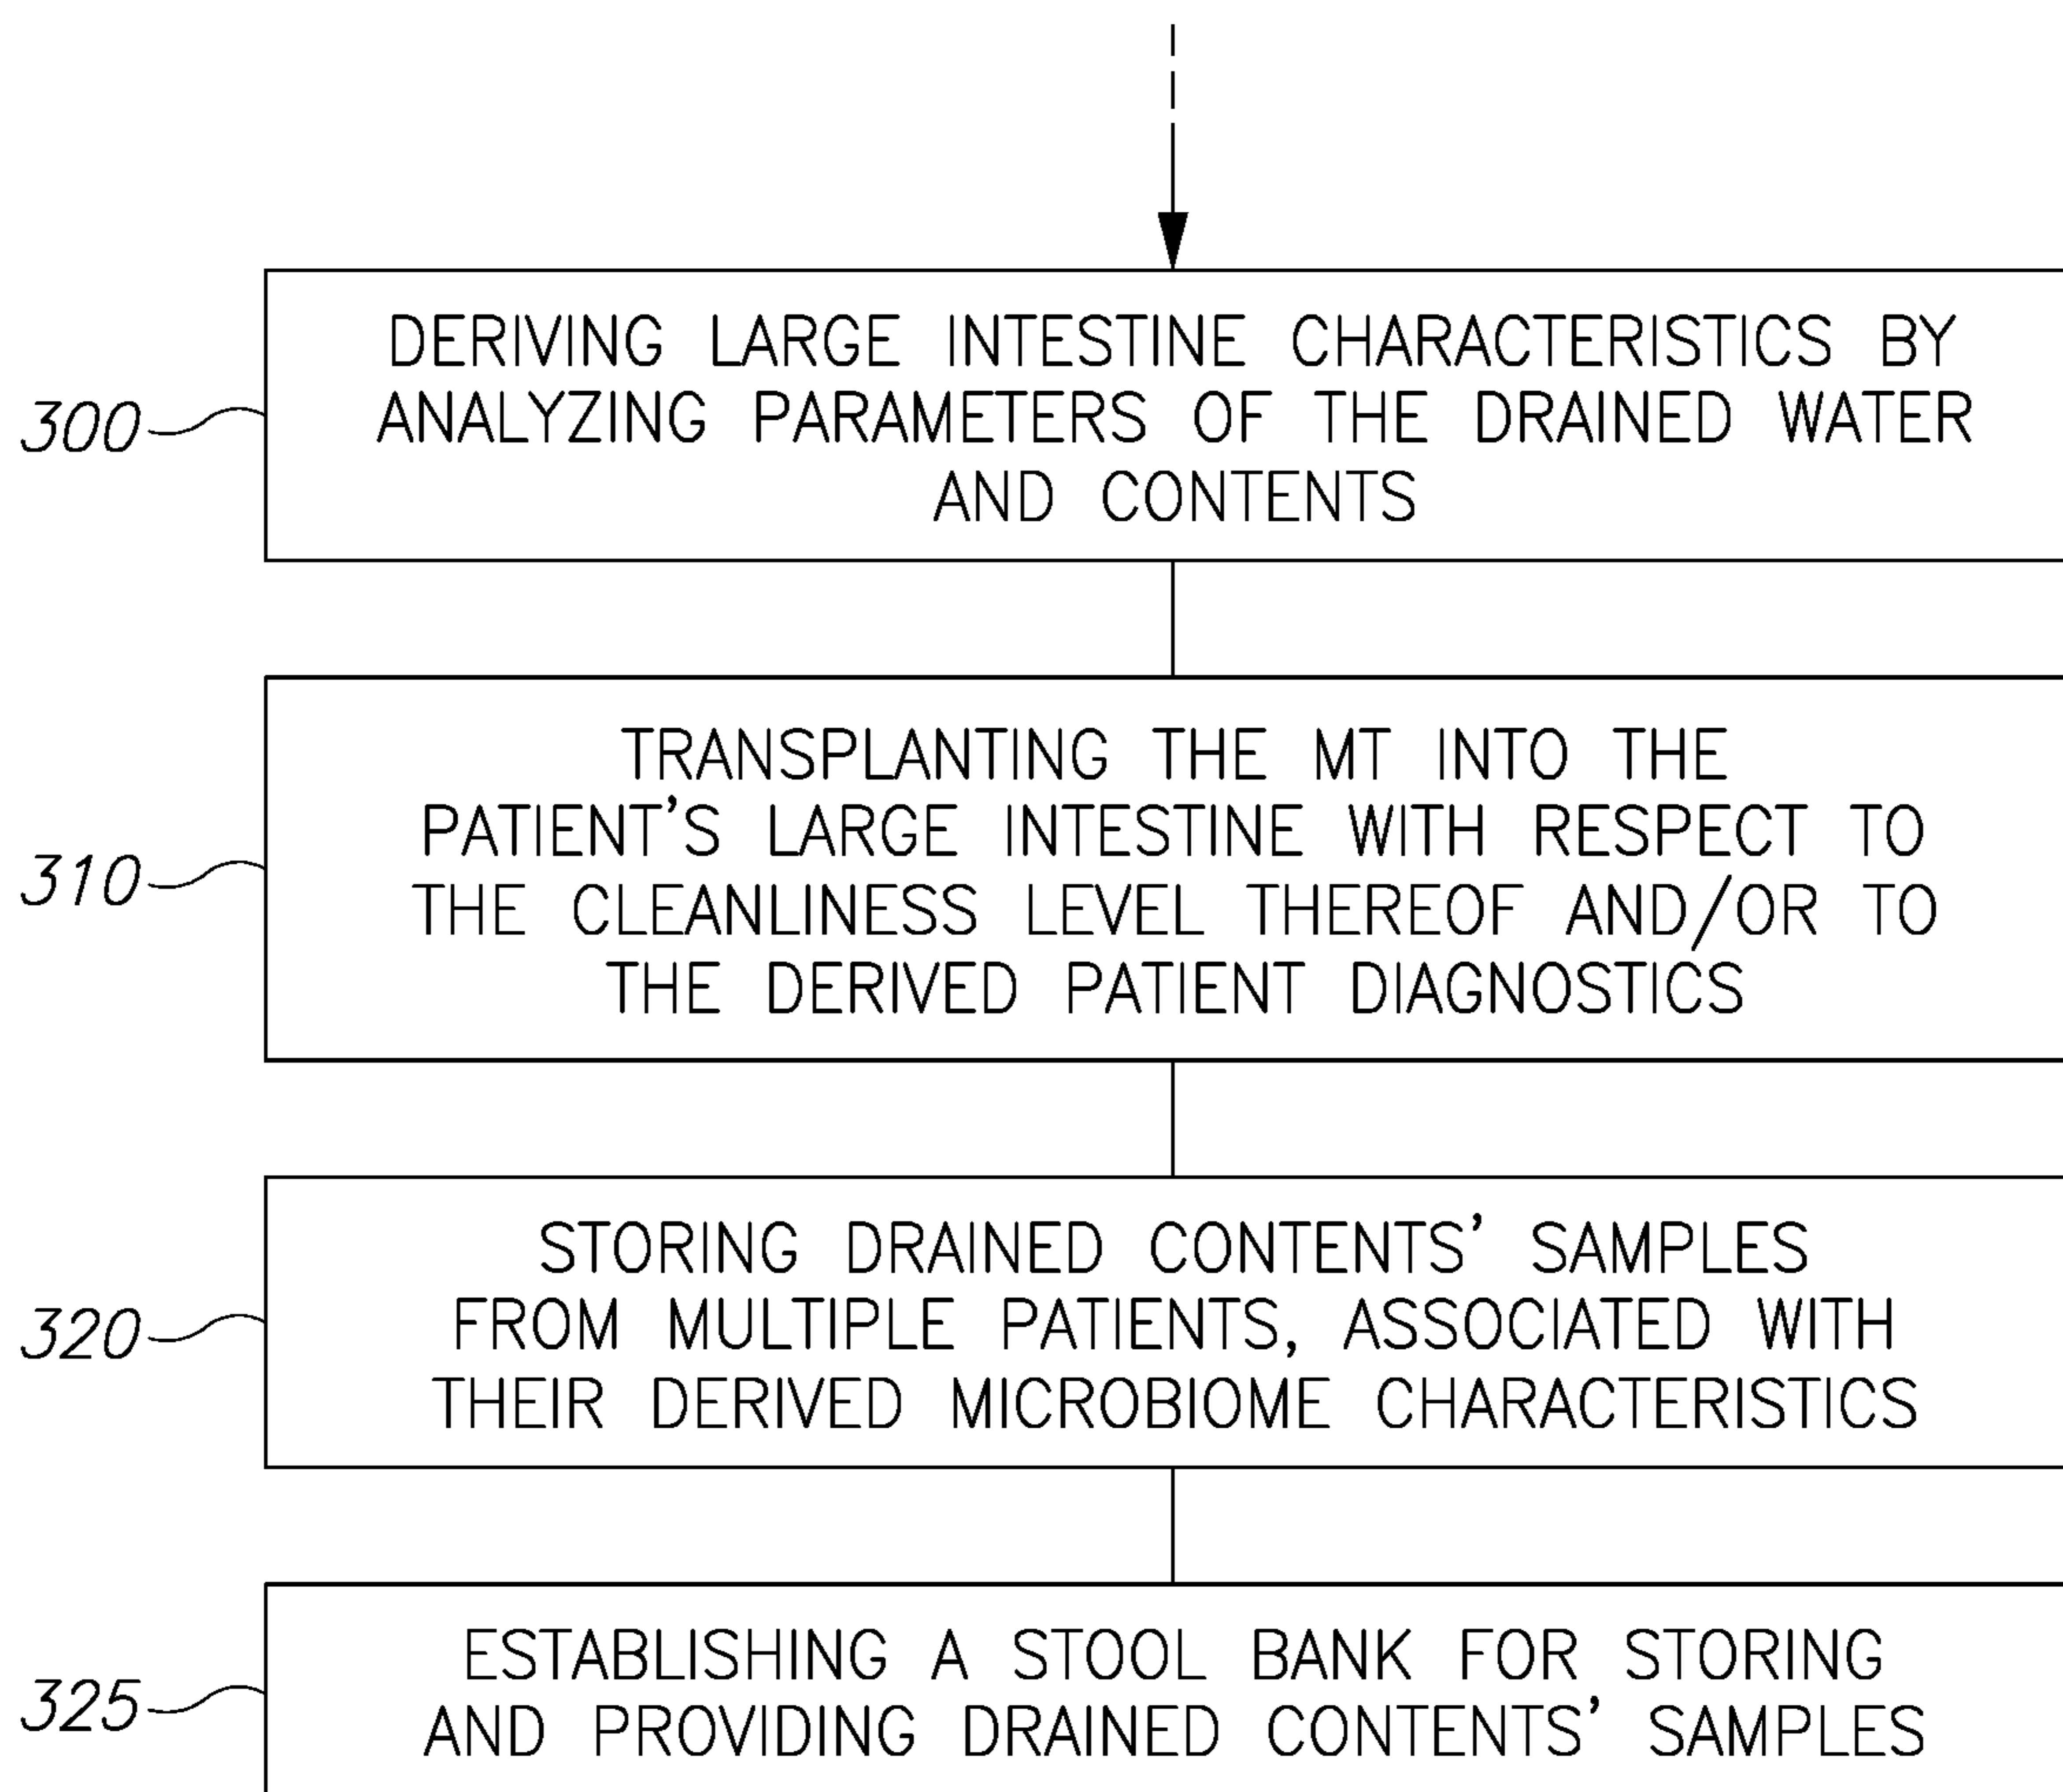 DERIVING LARGE INTESTINE CHARACTERISTICS BY
ANALYZING PARAMETERS OF THE DRAINED WATER
AND CONTENTS
300
TRANSPLANTING THE MT INTO THE
PATIENT'S LARGE INTESTINE WITH RESPECT TO
THE CLEANLINESS LEVEL THEREOF AND/OR TO
THE DERIVED PATIENT DIAGNOSTICS
310
STORING DRAINED CONTENTS' SAMPLES
FROM MULTIPLE PATIENTS, ASSOCIATED WITH
THEIR DERIVED MICROBIOME CHARACTERISTICS
320
ESTABLISHING A STOOL BANK FOR STORING
AND PROVIDING DRAINED CONTENTS' SAMPLES
325